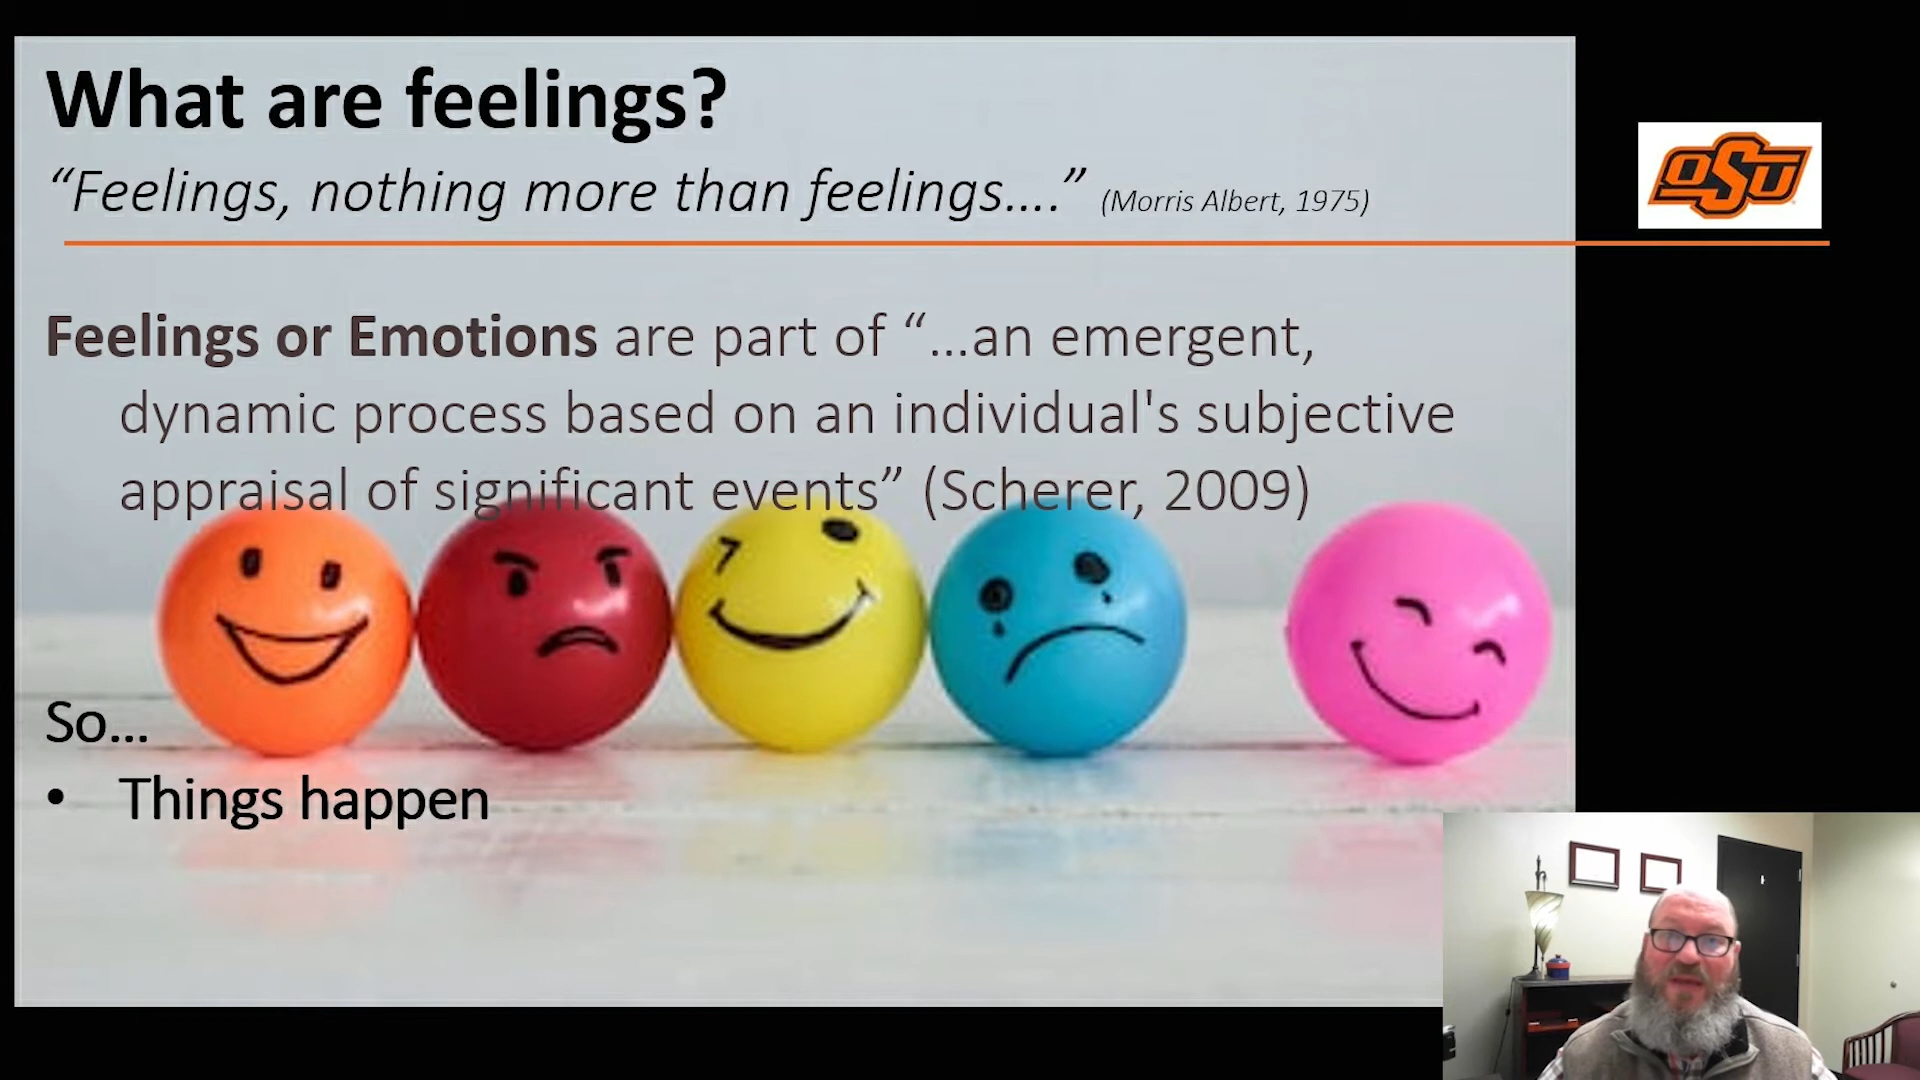 What are feelings?
“Feelings, nothing more than feelings....” (Morris Albert, 1975)
OSU
Feelings or Emotions are part of “…an emergent,
dynamic process based on an individual's subjective
appraisal of significant events” (Scherer, 2009)
So…
• Things happen